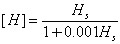 [H] = H_s / 1 + 0.001H_s